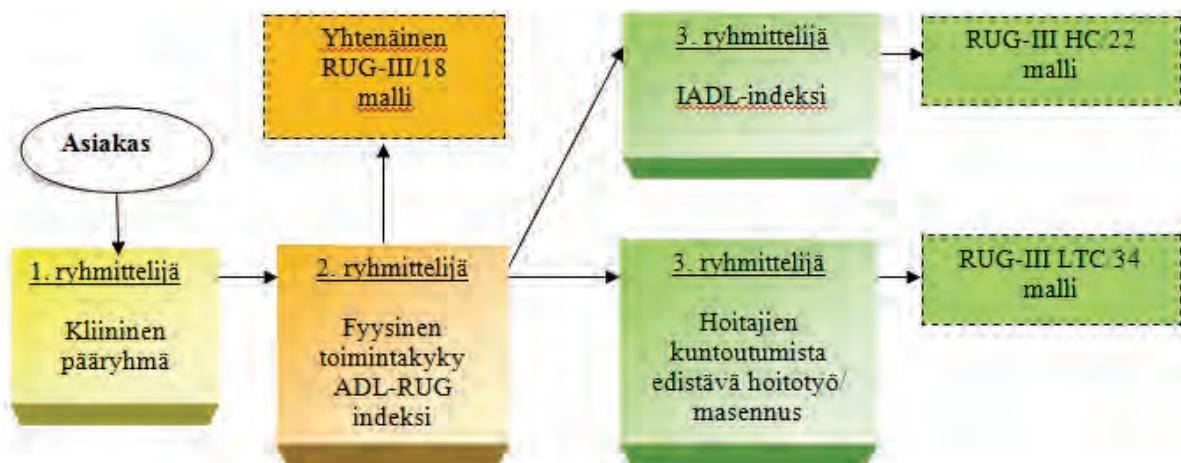 Asiakas
1. ryhmittelijä
Kliininen
pääryhmä
2. ryhmittelijä
Fyysinen
toimintakyky
ADL-RUG
indeksi
Yhtenäinen
RUG-III/18
malli
3. ryhmittelijä
IADL-indeksi
RUG-III HC 22
malli
3. ryhmittelijä
Hoitajien
kuntoutumista
edistävä hoitotyö/
masennus
RUG-III LTC 34
malli